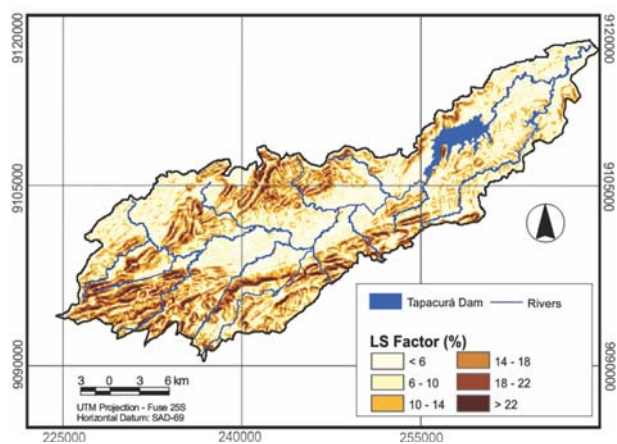 9120000
9120000
9105000
9105000
Tapacurá Dam
Rivers
LS Factor (%)
< 6
14 - 18
6 - 10
18 - 22
10 - 14
> 22
9090000
9090000
3 0 3 6 km
UTM Projection - Fuse 25S
Horizontal Datum: SAD-69
225000
240000
255000